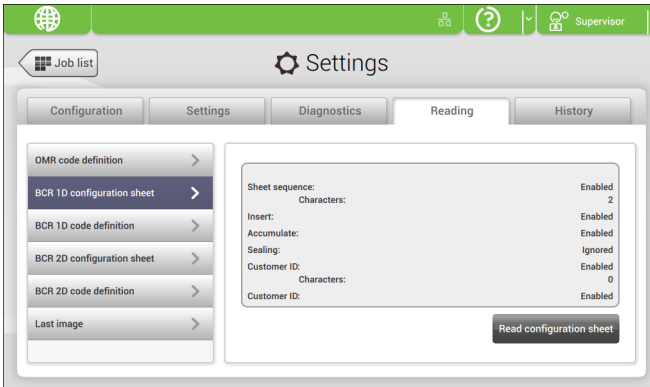 Supervisor
Job list
Settings
Configuration
Settings
Diagnostics
Reading
History
OMR code definition
BCR 1D configuration sheet
BCR 1D code definition
BCR 2D configuration sheet
BCR 2D code definition
Last image
Sheet sequence: Enabled
Characters: 2
Insert: Enabled
Accumulate: Enabled
Sealing: Ignored
Customer ID: Enabled
Characters: 0
Customer ID: Enabled
Read configuration sheet